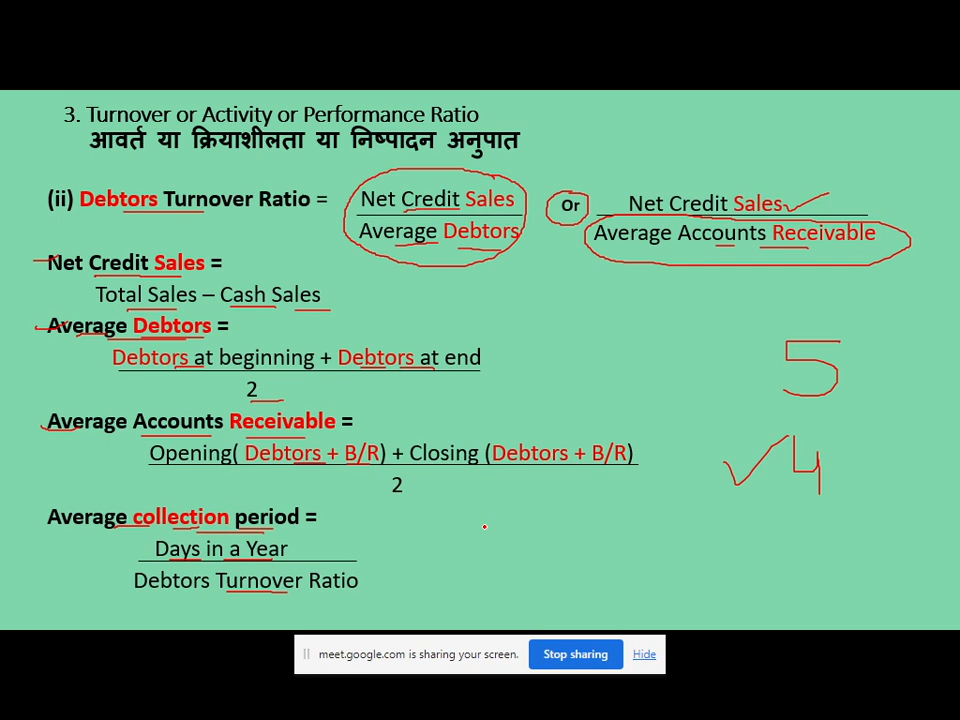 3. Turnover or Activity or Performance Ratio
आवर्त या क्रियाशीलता या निष्पादन अनुपात
(ii) Debtors Turnover Ratio = Net Credit Sales Or Net Credit Sales
Average Debtors Average Accounts Receivable
Net Credit Sales =
Total Sales – Cash Sales
Average Debtors =
Debtors at beginning + Debtors at end
2
5
Average Accounts Receivable =
Opening( Debtors + B/R) + Closing (Debtors + B/R)
2
4
Average collection period =
Days in a Year
Debtors Turnover Ratio
meet.google.com is sharing your screen. Stop sharing Hide